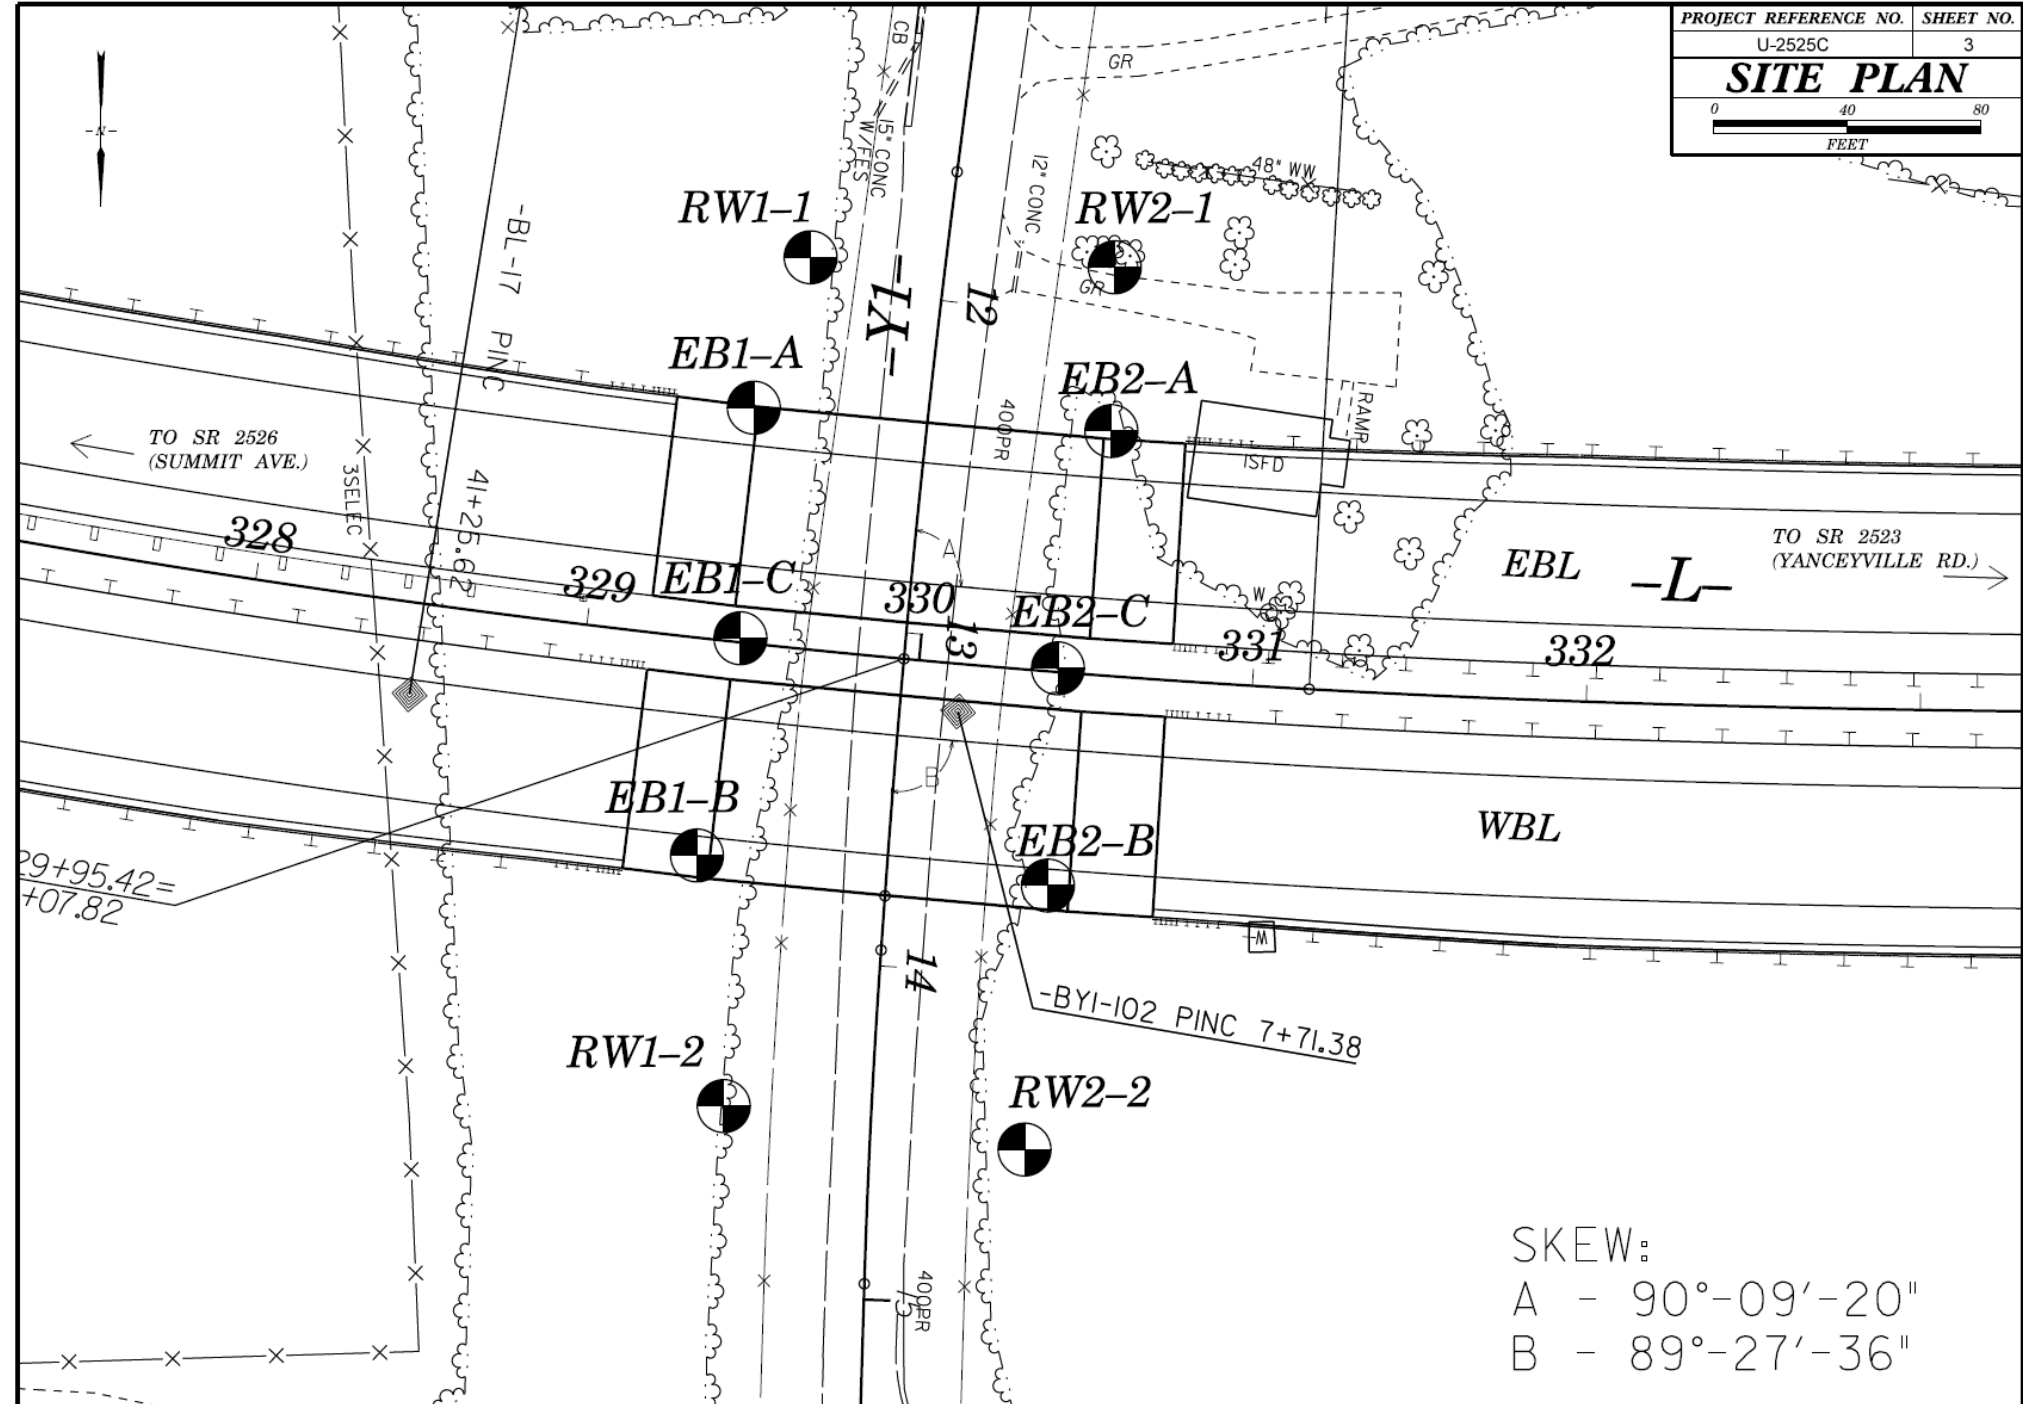 PROJECT REFERENCE NO. SHEET NO.
U-2525C 3
SITE PLAN
0 40 80
FEET
-N-
CB
GR
15" CONC
W/FES
12" CONC
48" WW
-BL-17 PINC 41+25.62
RW1-1
RW2-1
GR
-Y1-
12
EB1-A
EB2-A
400PR
RAMP
1SFD
TO SR 2526
(SUMMIT AVE.)
3SELEC
328
329
EB1-C
330
A
EB2-C
13
W
331
332
EBL
-L-
TO SR 2523
(YANCEYVILLE RD.)
B
EB1-B
EB2-B
WBL
29+95.42=
+07.82
M
14
-BY1-102 PINC 7+71.38
RW1-2
RW2-2
400PR
15
SKEW:
A - 90°-09'-20"
B - 89°-27'-36"